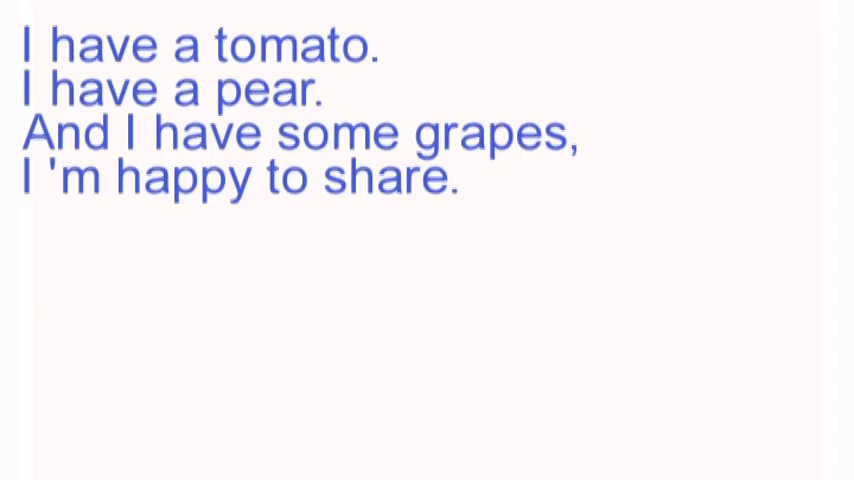 I have a tomato.
I have a pear.
And I have some grapes,
I 'm happy to share.